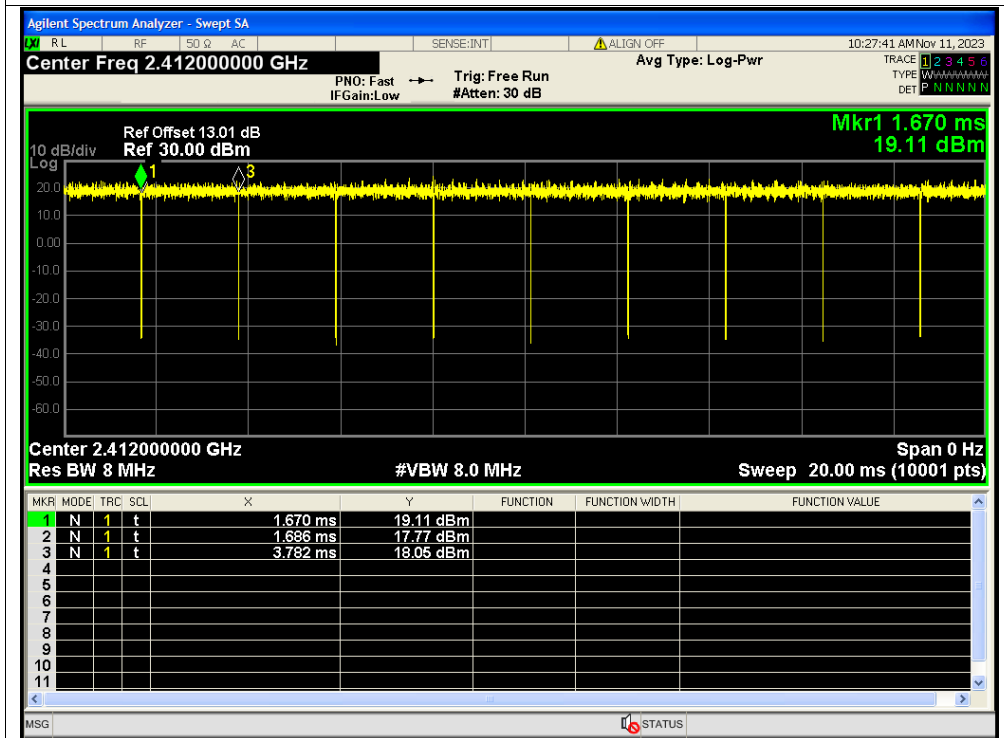 Agilent Spectrum Analyzer - Swept SA
LXI RL RF 50 Ω AC SENSE:INT ALIGN OFF 10:27:41 AM Nov 11, 2023
Center Freq 2.412000000 GHz Avg Type: Log-Pwr TRACE 1 2 3 4 5 6
PNO: Fast Trig: Free Run TYPE W
IFGain:Low #Atten: 30 dB DET P N N N N N
Mkr1 1.670 ms
Ref Offset 13.01 dB
10 dB/div Ref 30.00 dBm 19.11 dBm
Log
1 3
20.0
10.0
0.00
-10.0
-20.0
-30.0
-40.0
-50.0
-60.0
Center 2.412000000 GHz Span 0 Hz
Res BW 8 MHz #VBW 8.0 MHz Sweep 20.00 ms (10001 pts)
MKR MODE TRC SCL X Y FUNCTION FUNCTION WIDTH FUNCTION VALUE
1 N 1 t 1.670 ms 19.11 dBm
2 N 1 t 1.686 ms 17.77 dBm
3 N 1 t 3.782 ms 18.05 dBm
4
5
6
7
8
9
10
11
MSG STATUS